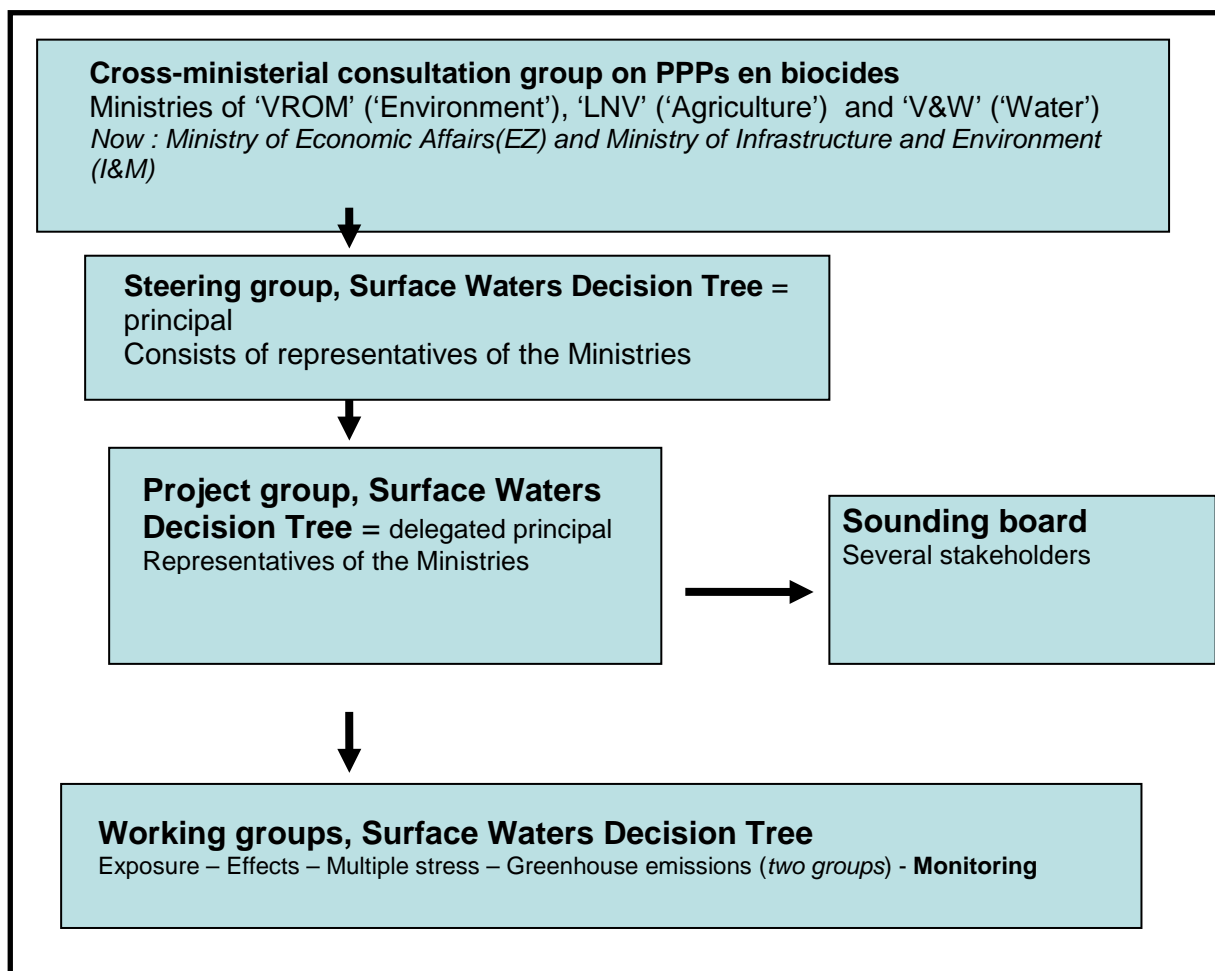 Cross-ministerial consultation group on PPPs en biocides
Ministries of ‘VROM’ (‘Environment’), ‘LNV’ (‘Agriculture’) and ‘V&W’ (‘Water’)
Now : Ministry of Economic Affairs(EZ) and Ministry of Infrastructure and Environment
(I&M)
Steering group, Surface Waters Decision Tree =
principal
Consists of representatives of the Ministries
Project group, Surface Waters
Decision Tree = delegated principal
Representatives of the Ministries
Sounding board
Several stakeholders
Working groups, Surface Waters Decision Tree
Exposure – Effects – Multiple stress – Greenhouse emissions (two groups) - Monitoring